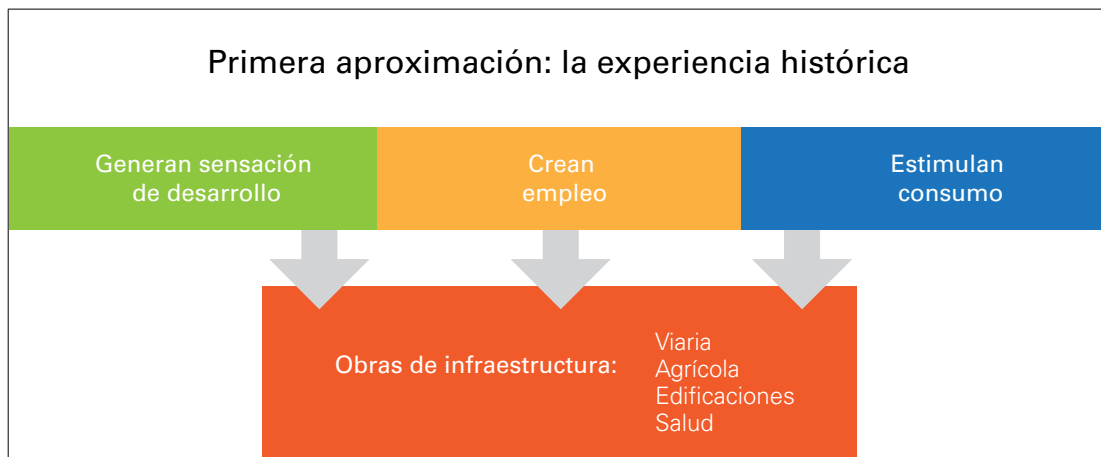 Primera aproximación: la experiencia histórica
Generan sensación
de desarrollo
Crean
empleo
Estimulan
consumo
Obras de infraestructura:
Viaria
Agrícola
Edificaciones
Salud